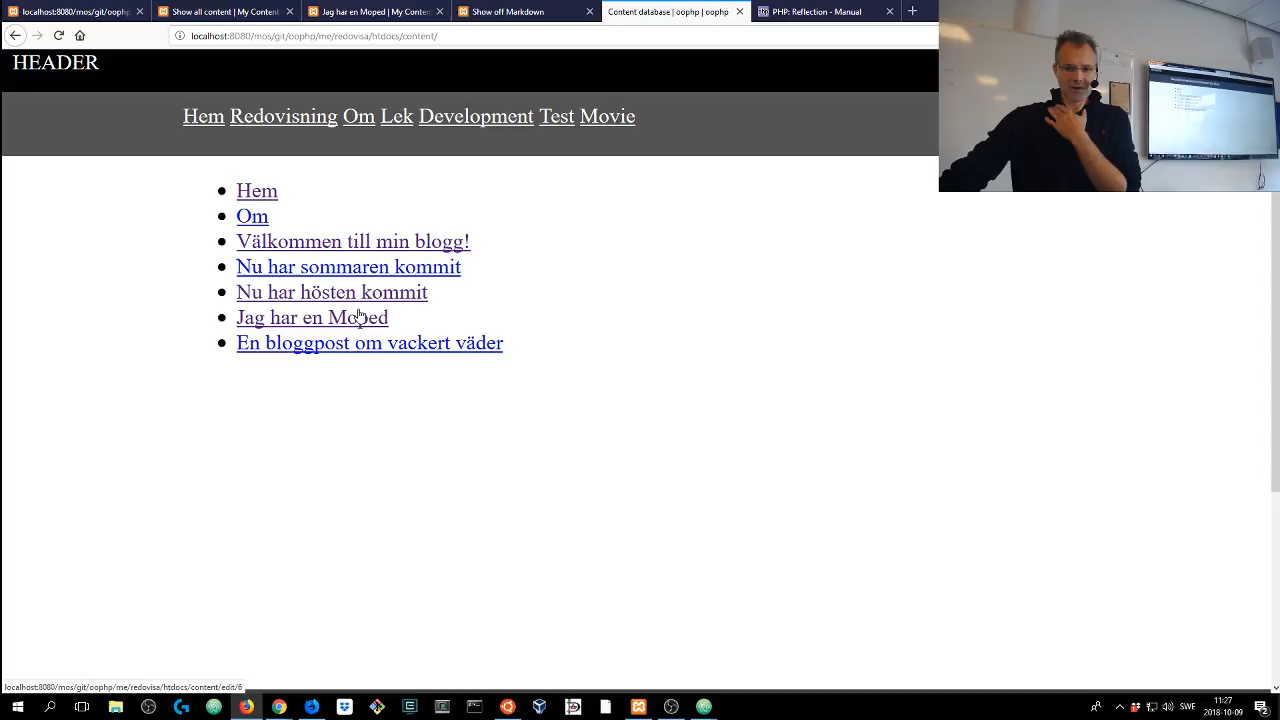 localhost:8080/mos/git/oophp
Show all content | My Content
Jag har en Moped | My Conten
Show off Markdown
Content database | oophp | oophp
PHP: Reflection - Manual
localhost:8080/mos/git/oophp/me/redovisa/htdocs/content/
HEADER
Hem Redovisning Om Lek Development Test Movie
Hem
Om
Välkommen till min blogg!
Nu har sommaren kommit
Nu har hösten kommit
Jag har en Moped
En bloggpost om vackert väder
localhost:8080/mos/git/oophp/me/redovisa/htdocs/content/edit/6
SWE
11:27
2018-10-09